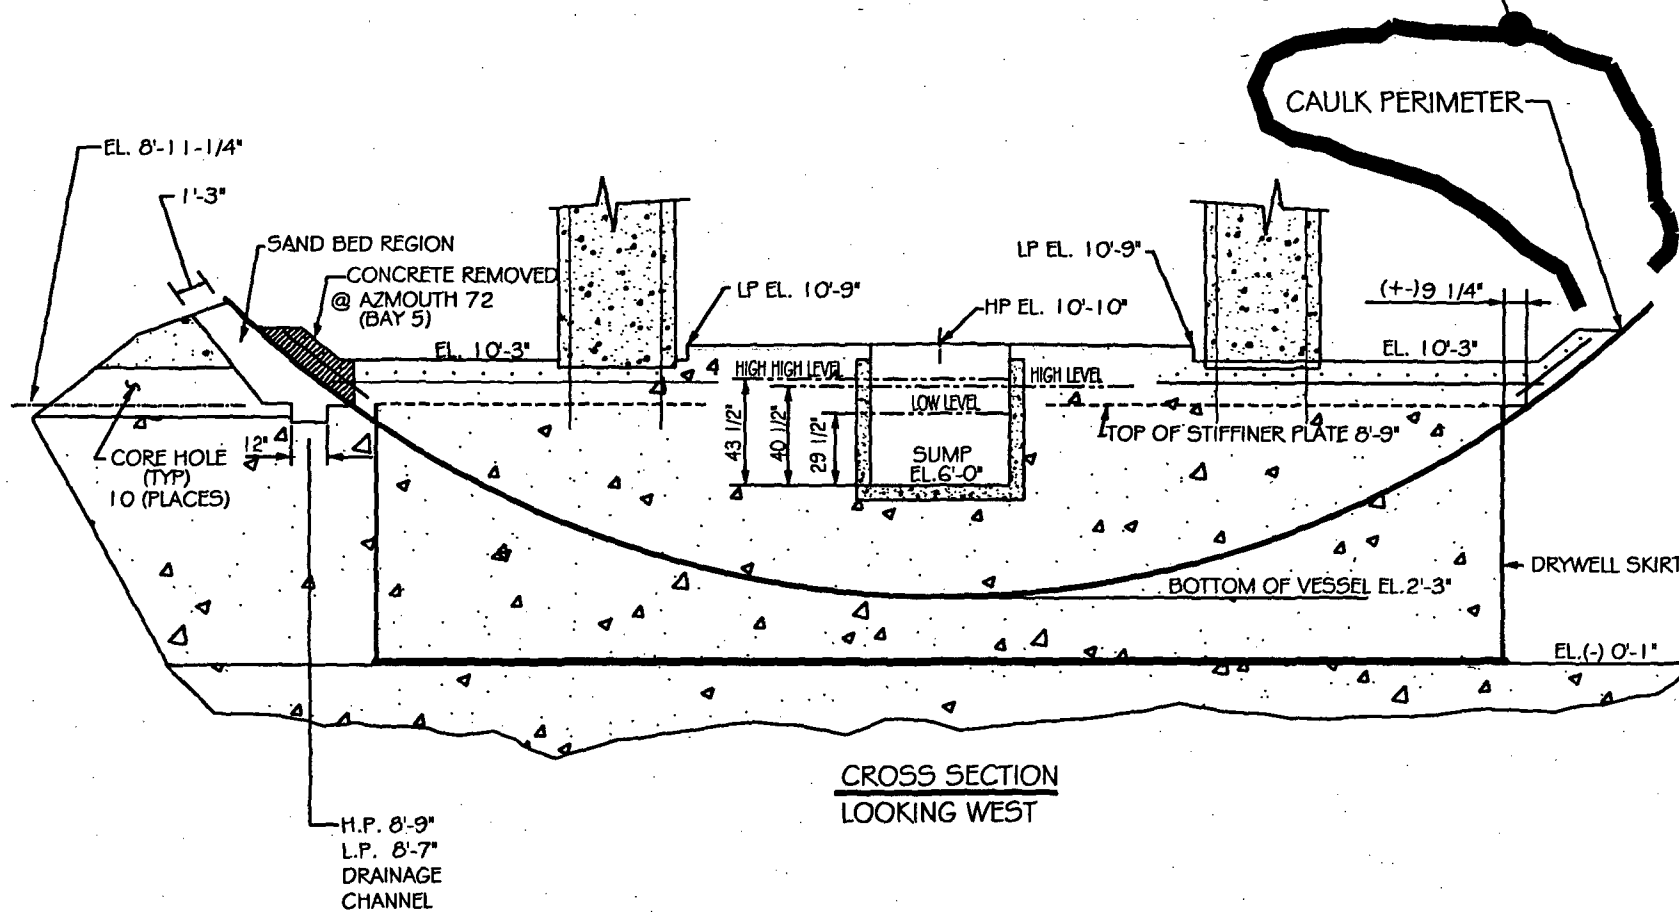 CAULK PERIMETER
EL. 8'-11-1/4"
1'-3"
SAND BED REGION
CONCRETE REMOVED
@ AZMOUTH 72
(BAY 5)
LP EL. 10'-9"
LP EL. 10'-9"
HP EL. 10'-10"
(+-)9 1/4"
EL. 10'-3"
EL. 10'-3"
HIGH HIGH LEVEL
HIGH LEVEL
LOW LEVEL
43 1/2"
40 1/2"
29 1/2"
SUMP
EL.6'-0"
TOP OF STIFFINER PLATE 8'-9"
12"
CORE HOLE
(TYP)
10 (PLACES)
DRYWELL SKIRT
BOTTOM OF VESSEL EL.2'-3"
EL.(-) 0'-1"
CROSS SECTION
LOOKING WEST
H.P. 8'-9"
L.P. 8'-7"
DRAINAGE
CHANNEL